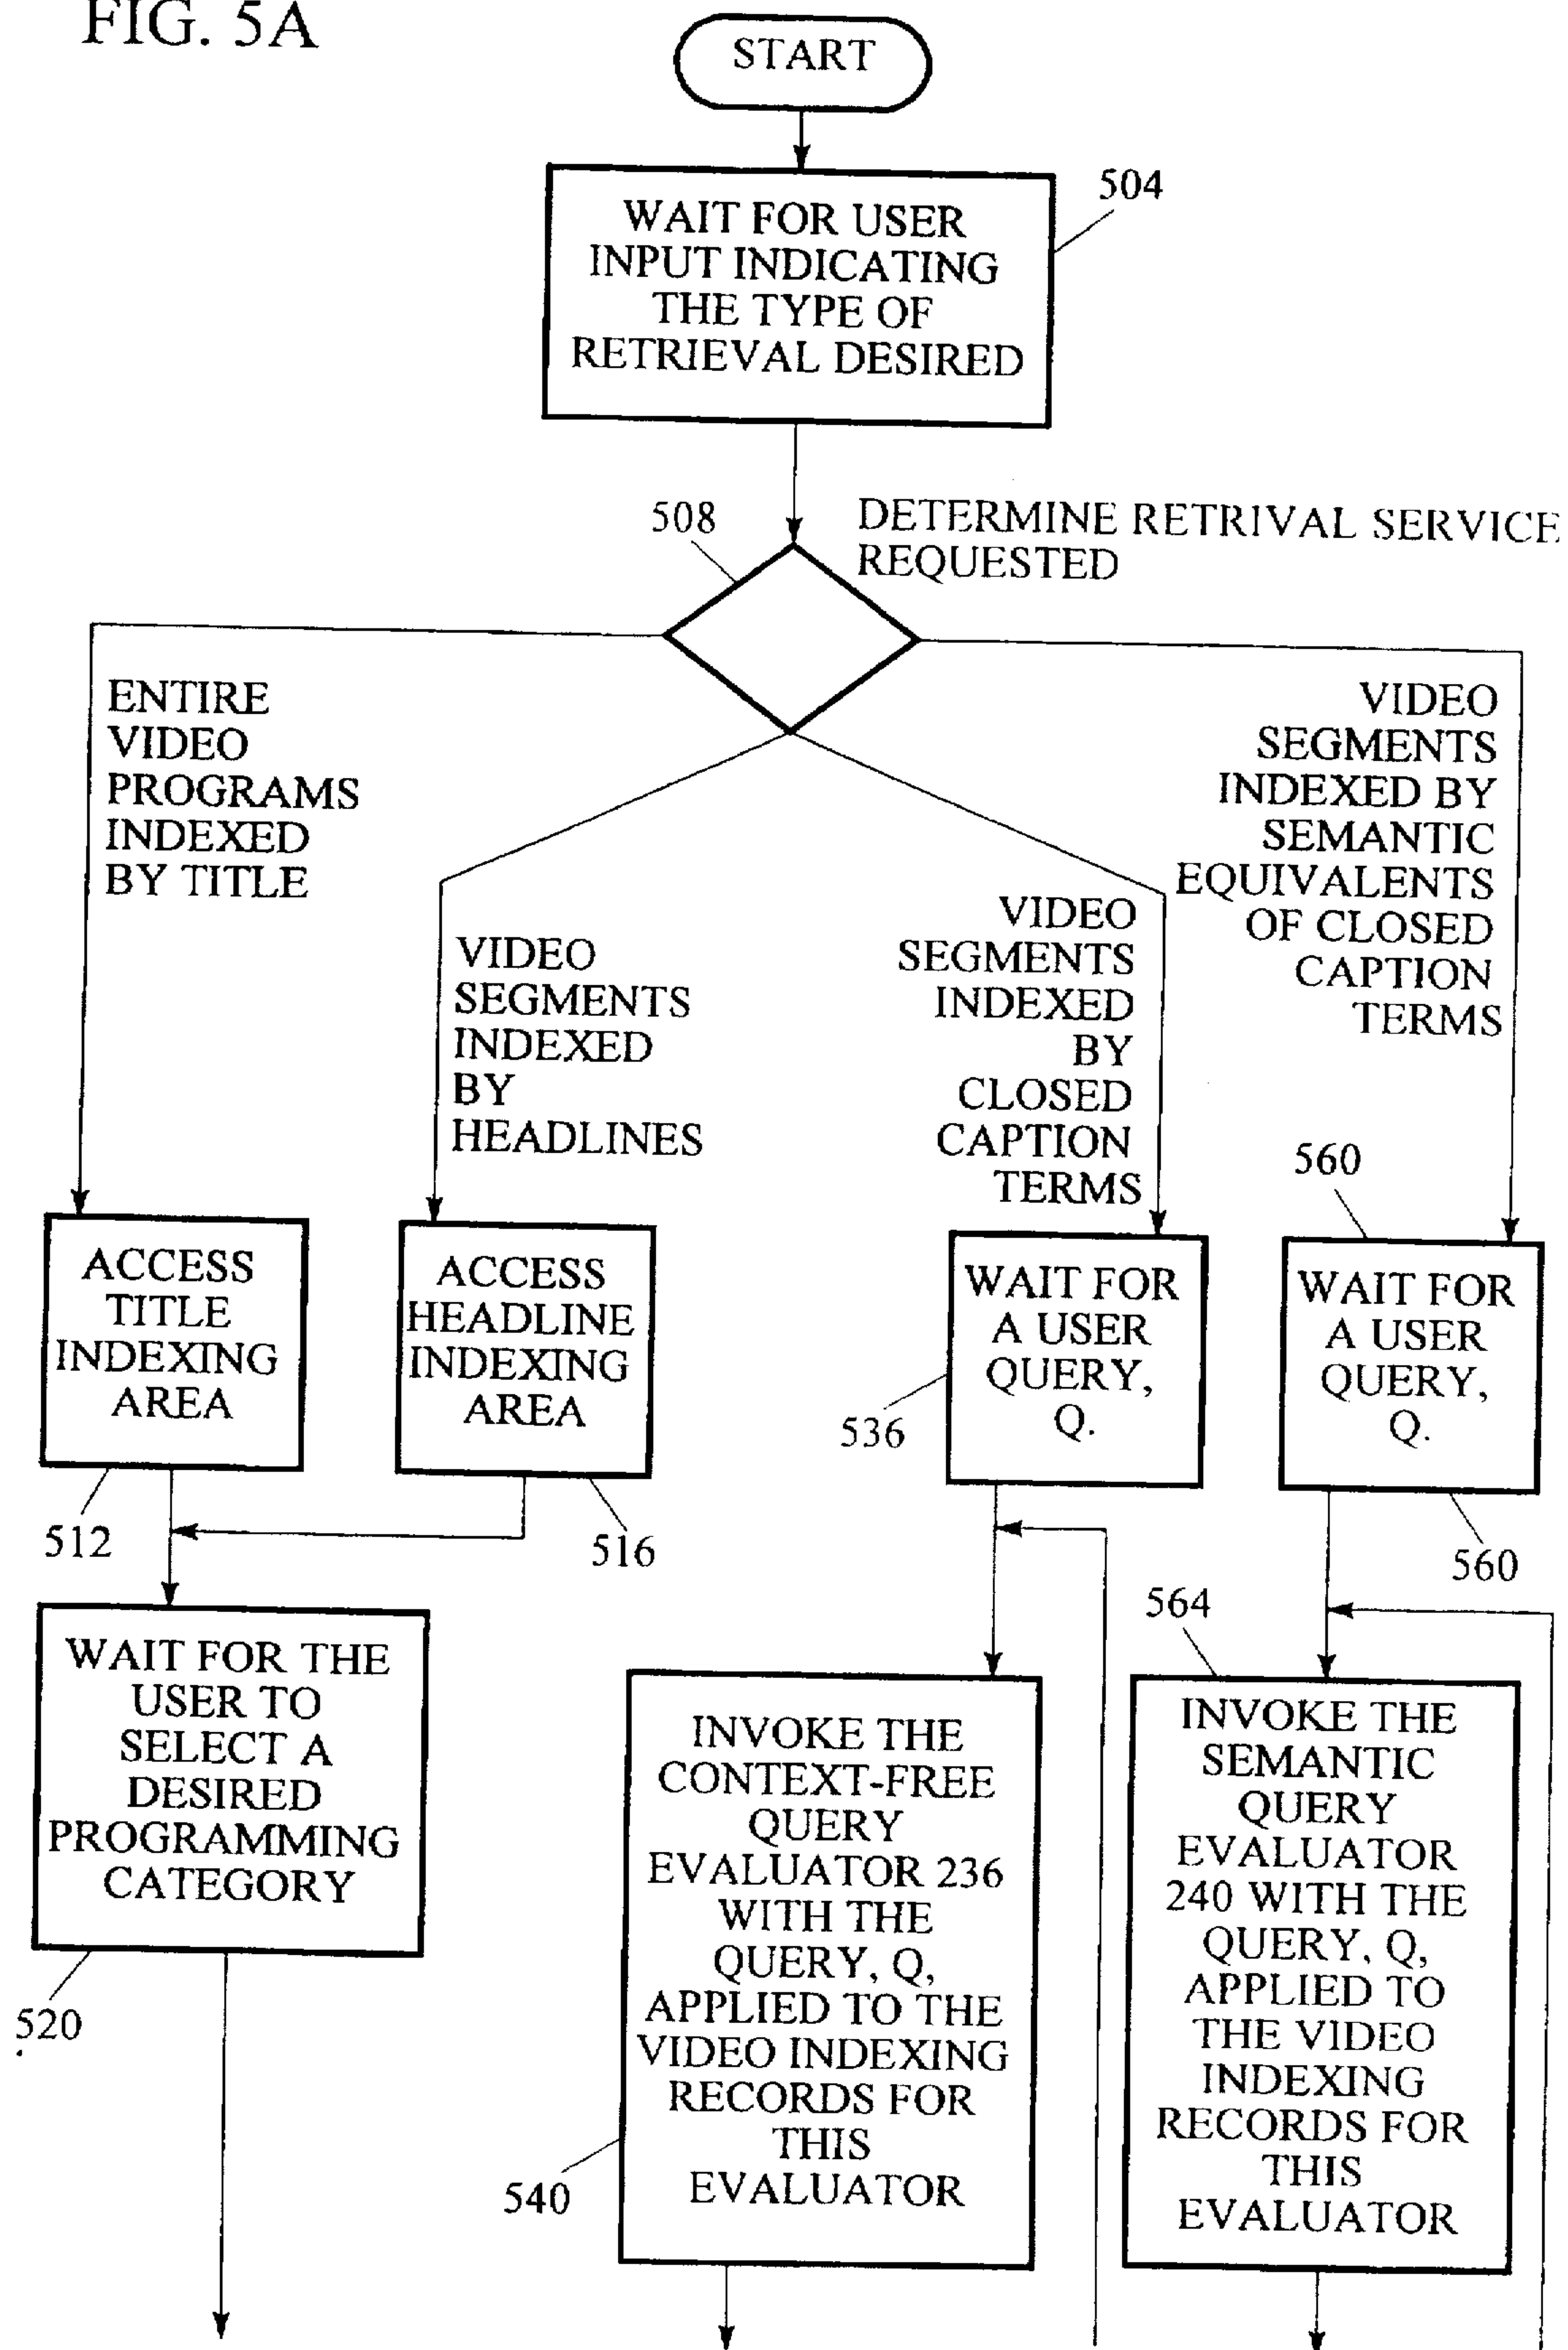 FIG. 5A
START
504
WAIT FOR USER
INPUT INDICATING
THE TYPE OF
RETRIEVAL DESIRED
508
DETERMINE RETRIVAL SERVICE
REQUESTED
ENTIRE
VIDEO
PROGRAMS
INDEXED
BY TITLE
VIDEO
SEGMENTS
INDEXED
BY
HEADLINES
VIDEO
SEGMENTS
INDEXED
BY
CLOSED
CAPTION
TERMS
VIDEO
SEGMENTS
INDEXED BY
SEMANTIC
EQUIVALENTS
OF CLOSED
CAPTION
TERMS
560
ACCESS
TITLE
INDEXING
AREA
512
ACCESS
HEADLINE
INDEXING
AREA
516
WAIT FOR
A USER
QUERY,
Q.
536
WAIT FOR
A USER
QUERY,
Q.
560
WAIT FOR THE
USER TO
SELECT A
DESIRED
PROGRAMMING
CATEGORY
520
INVOKE THE
CONTEXT-FREE
QUERY
EVALUATOR 236
WITH THE
QUERY, Q,
APPLIED TO THE
VIDEO INDEXING
RECORDS FOR
THIS
EVALUATOR
540
564
INVOKE THE
SEMANTIC
QUERY
EVALUATOR
240 WITH THE
QUERY, Q,
APPLIED TO
THE VIDEO
INDEXING
RECORDS FOR
THIS
EVALUATOR